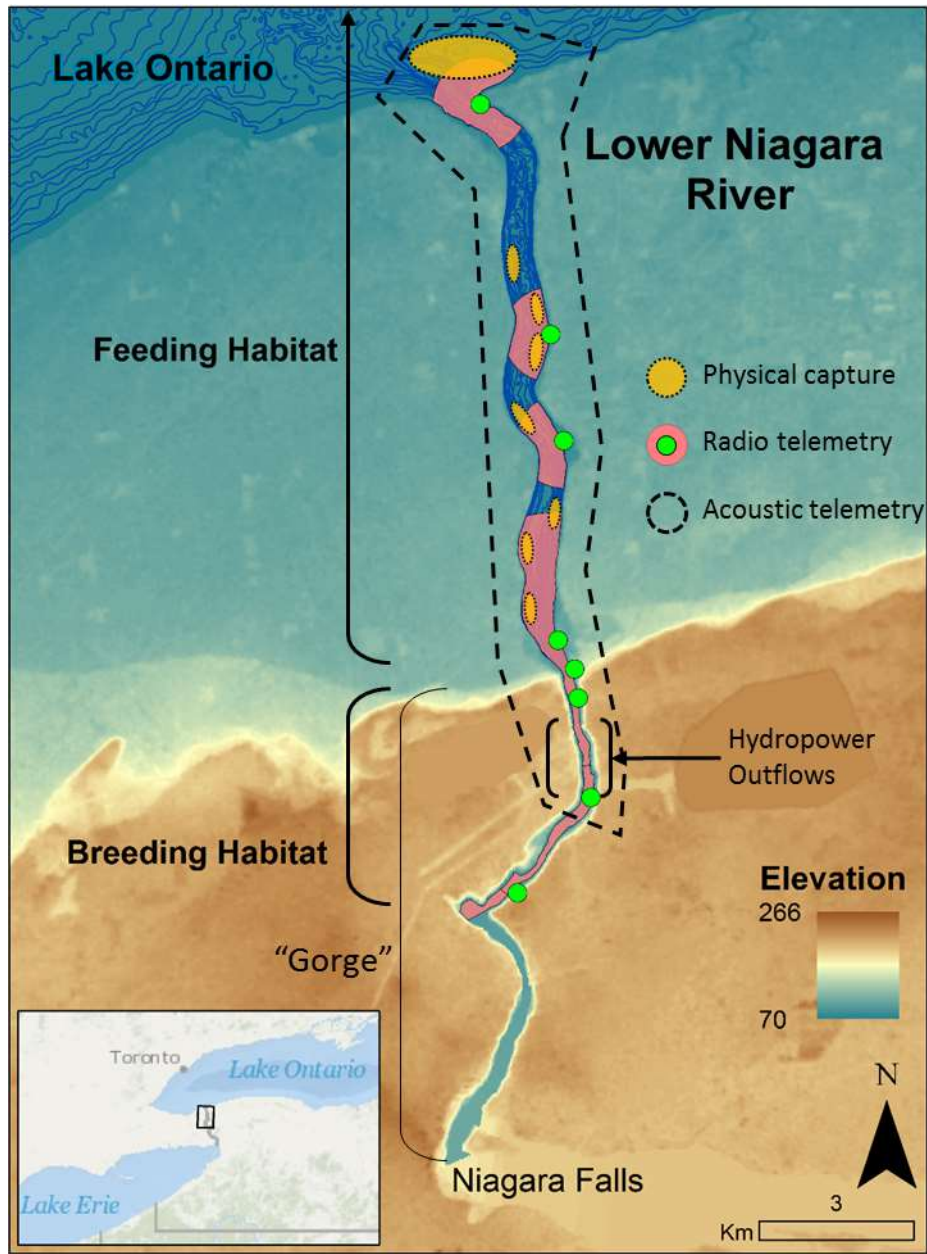 Lake Ontario
Lower Niagara
River
Feeding Habitat
Physical capture
Radio telemetry
Acoustic telemetry
Hydropower
Outflows
Breeding Habitat
Elevation
266
70
"Gorge"
Toronto
Lake Ontario
Lake Erie
Niagara Falls
N
3
Km